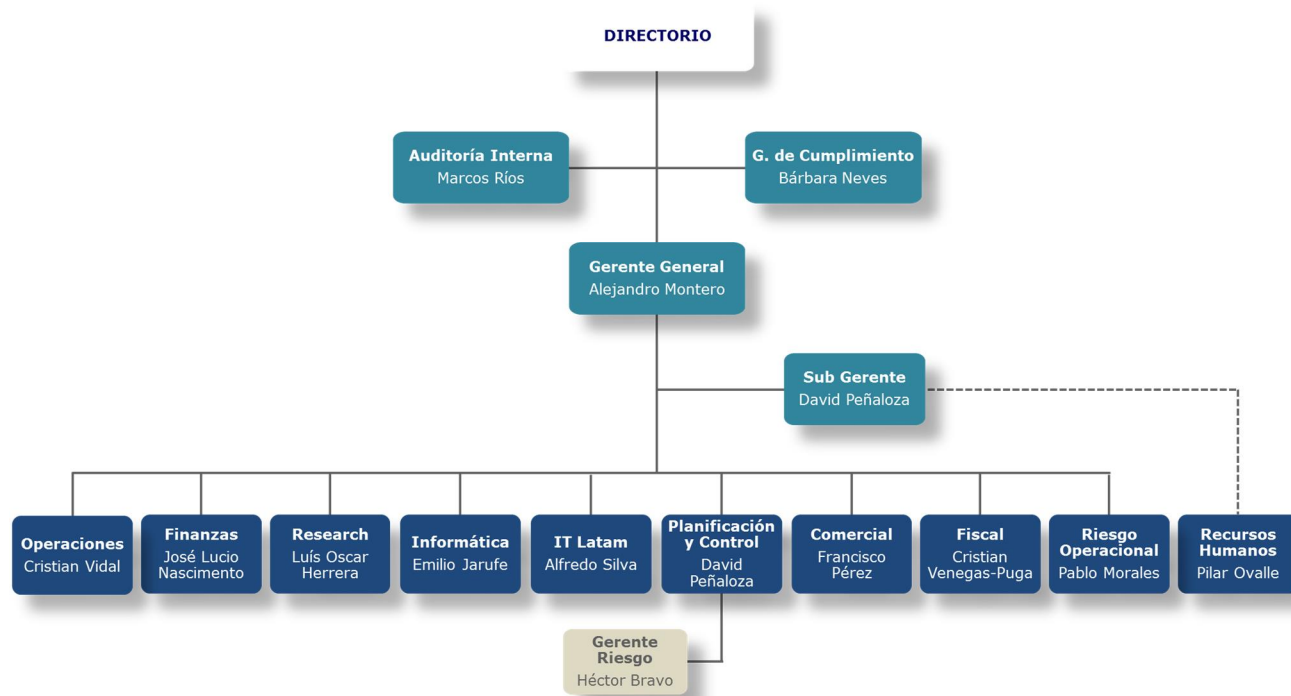 DIRECTORIO
Auditoría Interna
Marcos Ríos
G. de Cumplimiento
Bárbara Neves
Gerente General
Alejandro Montero
Sub Gerente
David Peñaloza
Operaciones
Cristian Vidal
Finanzas
José Lucio
Nascimento
Research
Luís Oscar
Herrera
Informática
Emilio Jarufe
IT Latam
Alfredo Silva
Planificación
y Control
David
Peñaloza
Comercial
Francisco
Pérez
Fiscal
Cristian
Venegas-Puga
Riesgo
Operacional
Pablo Morales
Recursos
Humanos
Pilar Ovalle
Gerente
Riesgo
Héctor Bravo